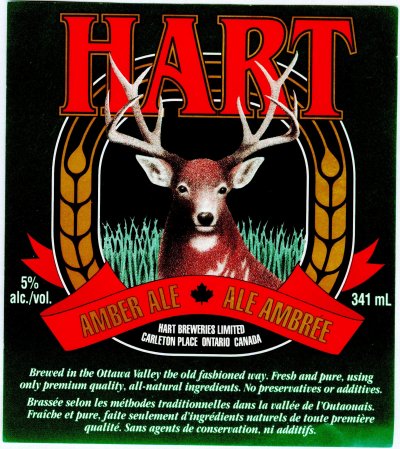 HART
5%
alc./vol.
341 mL
AMBER ALE ALE AMBREE
HART BREWERIES LIMITED
CARLETON PLACE ONTARIO CANADA
Brewed in the Ottawa Valley the old fashioned way. Fresh and pure, using
only premium quality, all-natural ingredients. No preservatives or additives.
Brassée selon les méthodes traditionnelles dans la vallée de l'Outaouais.
Fraîche et pure, faite seulement d'ingrédients naturels de toute première
qualité. Sans agents de conservation, ni additifs.